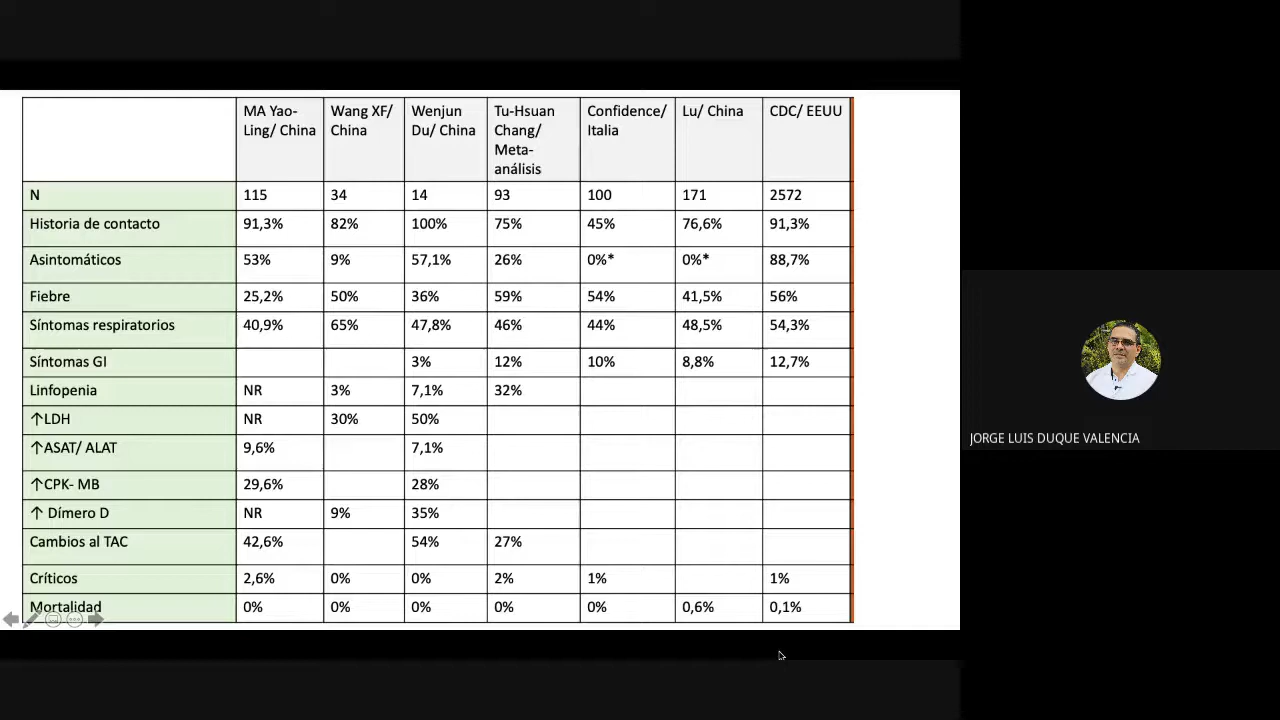 MA Yao-
Ling/ China
Wang XF/
China
Wenjun
Du/ China
Tu-Hsuan
Chang/
Meta-
análisis
Confidence/
Italia
Lu/ China
CDC/ EEUU
N 115 34 14 93 100 171 2572
Historia de contacto 91,3% 82% 100% 75% 45% 76,6% 91,3%
Asintomáticos 53% 9% 57,1% 26% 0%* 0%* 88,7%
Fiebre 25,2% 50% 36% 59% 54% 41,5% 56%
Síntomas respiratorios 40,9% 65% 47,8% 46% 44% 48,5% 54,3%
Síntomas GI 3% 12% 10% 8,8% 12,7%
Linfopenia NR 3% 7,1% 32%
↑LDH NR 30% 50%
↑ASAT/ ALAT 9,6% 7,1%
↑CPK- MB 29,6% 28%
↑ Dímero D NR 9% 35%
Cambios al TAC 42,6% 54% 27%
Críticos 2,6% 0% 0% 2% 1% 1%
Mortalidad 0% 0% 0% 0% 0% 0,6% 0,1%
JORGE LUIS DUQUE VALENCIA